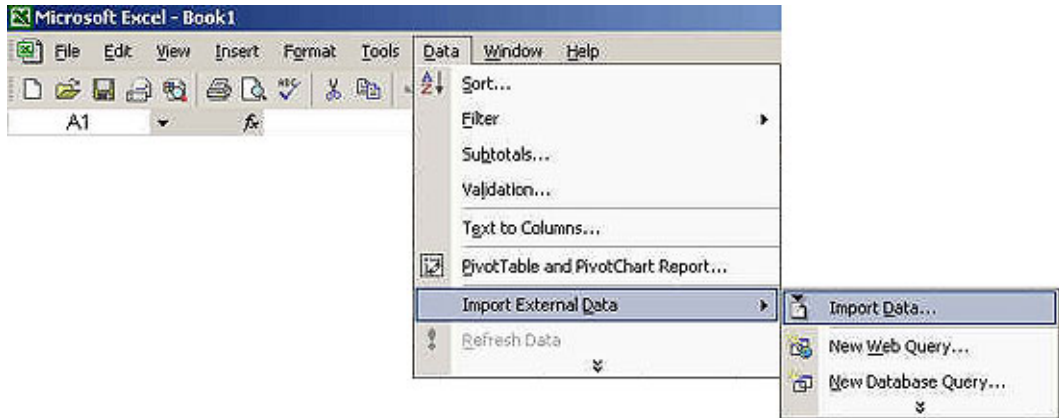 Microsoft Excel - Book1
File Edit View Insert Format Tools Data Window Help
ABC
A1 fx
A Z Sort...
Filter
Subtotals...
Validation...
Text to Columns...
PivotTable and PivotChart Report...
Import External Data
Refresh Data
Import Data...
New Web Query...
New Database Query...